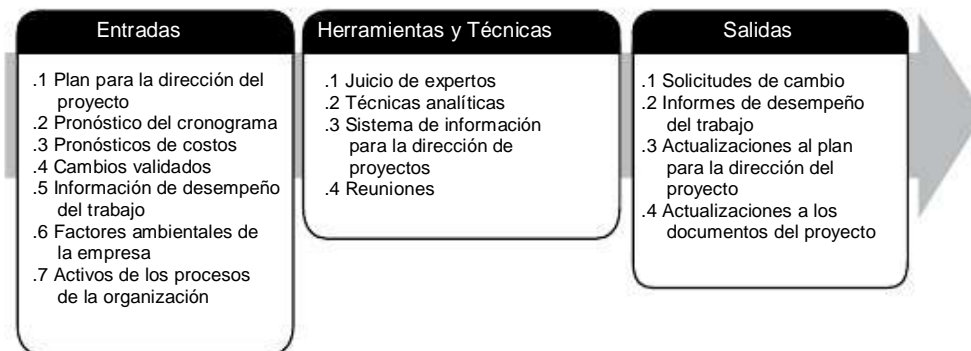 Entradas
.1 Plan para la dirección del
proyecto
.2 Pronóstico del cronograma
.3 Pronósticos de costos
.4 Cambios validados
.5 Información de desempeño
del trabajo
.6 Factores ambientales de
la empresa
.7 Activos de los procesos
de la organización
Herramientas y Técnicas
.1 Juicio de expertos
.2 Técnicas analíticas
.3 Sistema de información
para la dirección de
proyectos
.4 Reuniones
Salidas
.1 Solicitudes de cambio
.2 Informes de desempeño
del trabajo
.3 Actualizaciones al plan
para la dirección del
proyecto
.4 Actualizaciones a los
documentos del proyecto